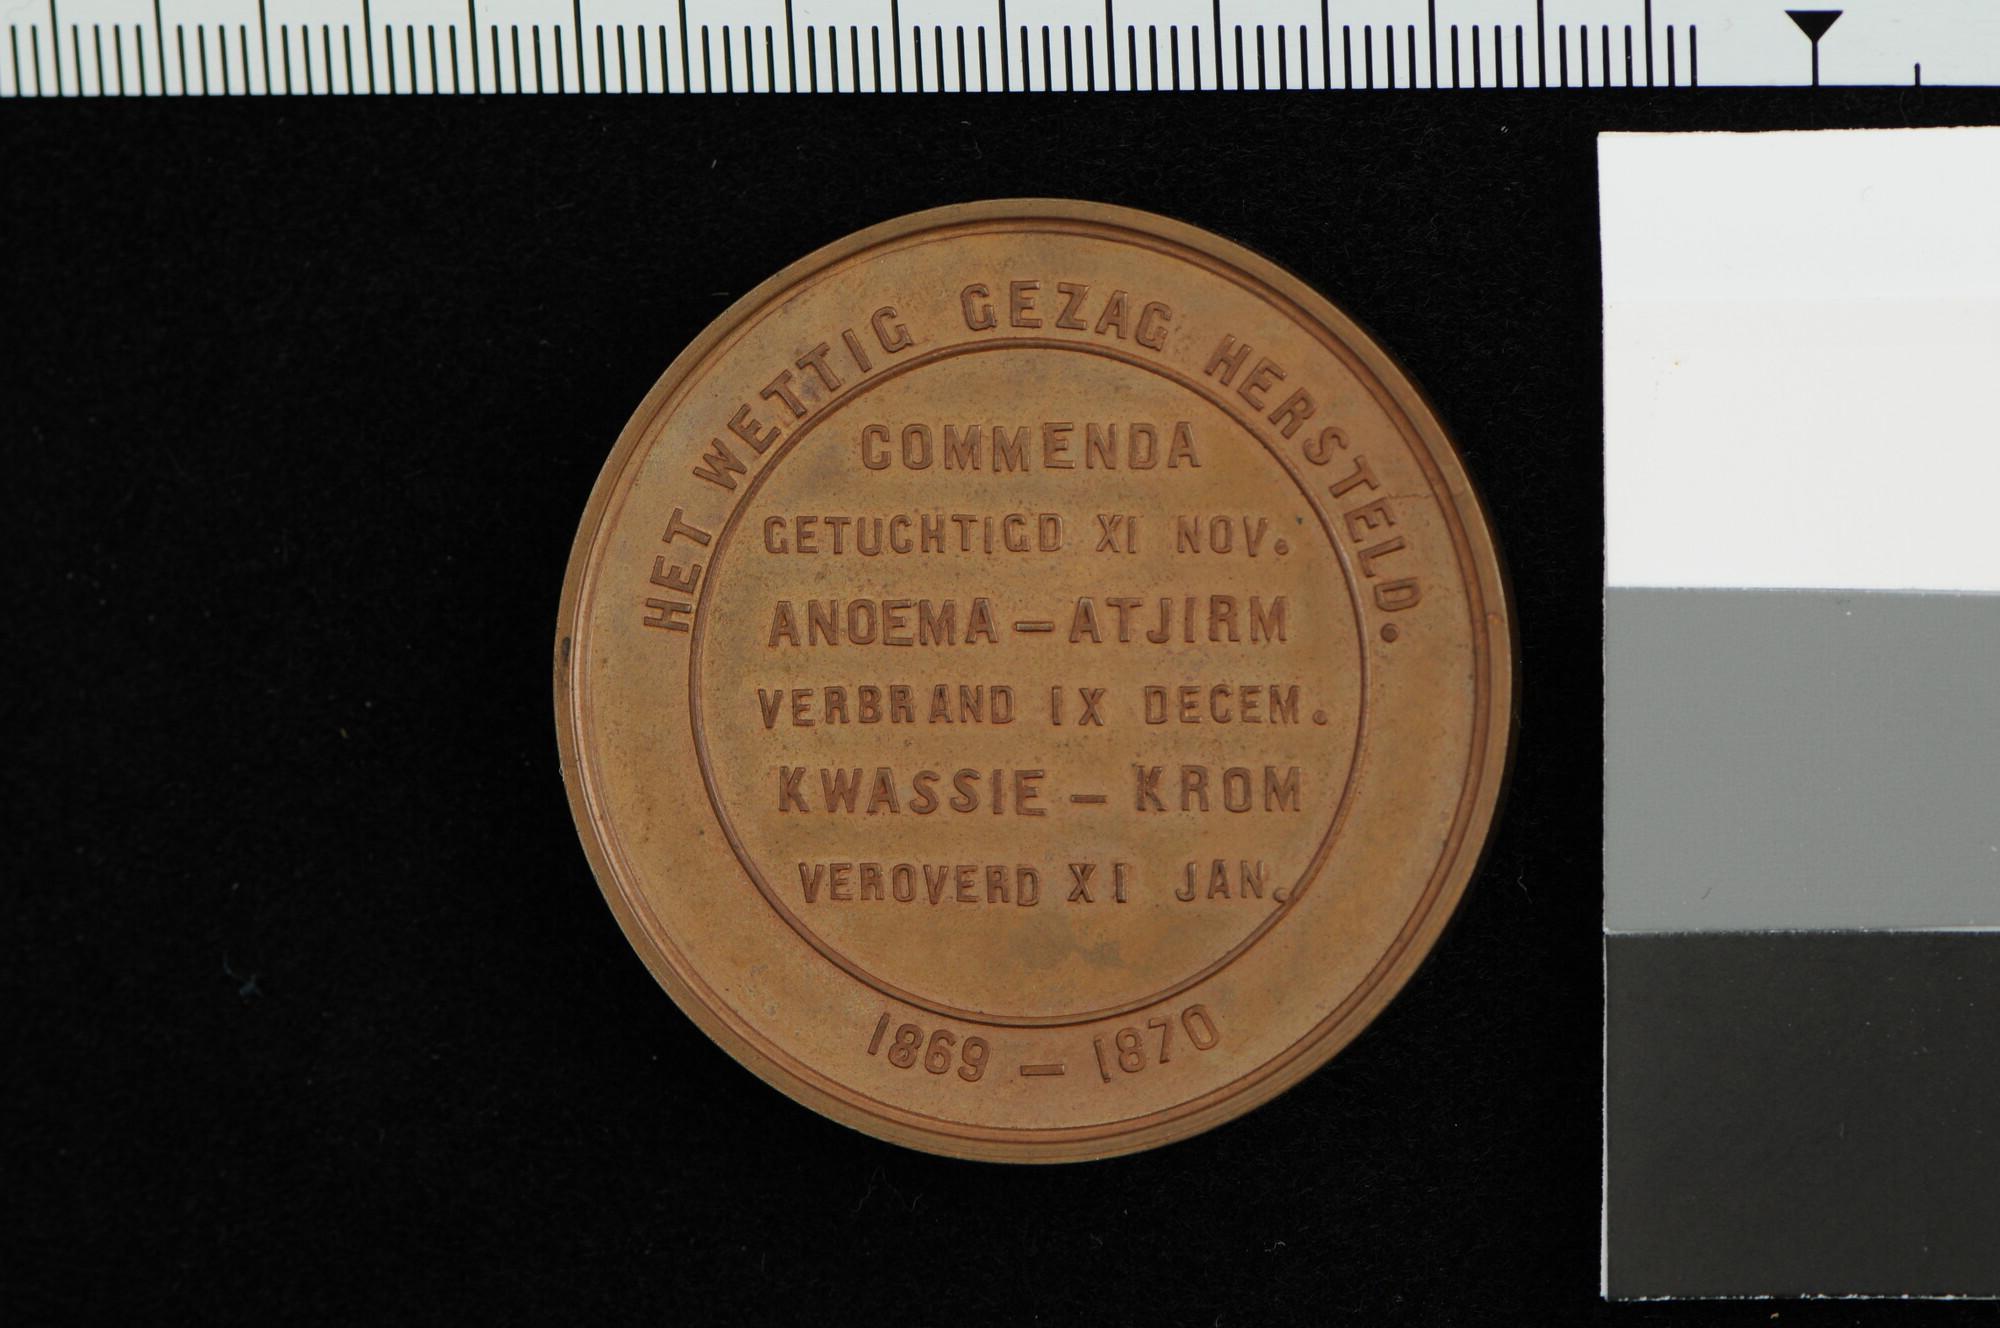 HET WETTIG GEZAG HERSTELD.
COMMENDA
GETUCHTIGD XI NOV.
ANOEMA – ATJIRM
VERBRAND IX DECEM.
KWASSIE – KROM
VEROVERD XI JAN.
1869 – 1870